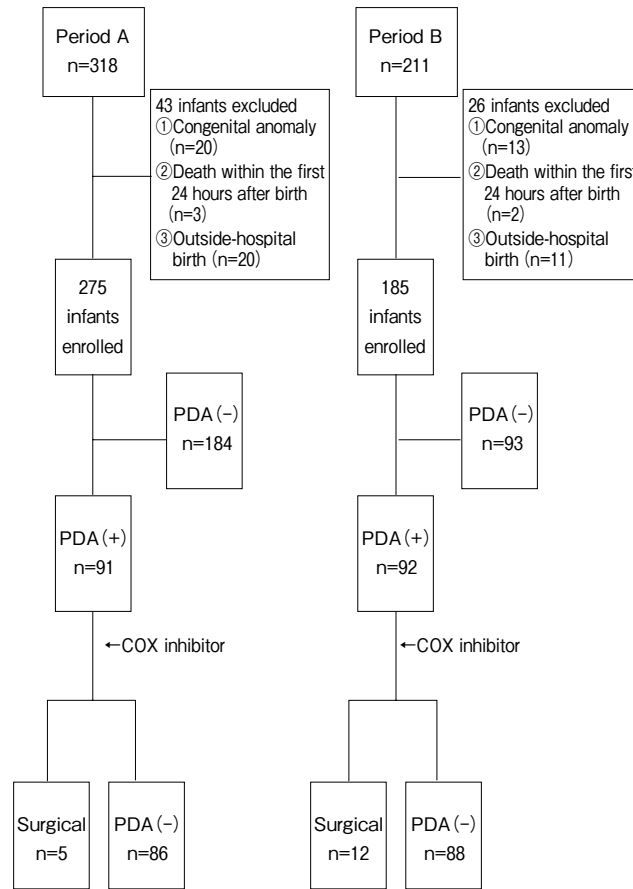 Period A
n=318
43 infants excluded
①Congenital anomaly
(n=20)
②Death within the first
24 hours after birth
(n=3)
③Outside-hospital
birth (n=20)
275
infants
enrolled
PDA(−)
n=184
PDA(+)
n=91
←COX inhibitor
Surgical
n=5
PDA(−)
n=86
Period B
n=211
26 infants excluded
①Congenital anomaly
(n=13)
②Death within the first
24 hours after birth
(n=2)
③Outside-hospital
birth (n=11)
185
infants
enrolled
PDA(−)
n=93
PDA(+)
n=92
←COX inhibitor
Surgical
n=12
PDA(−)
n=88